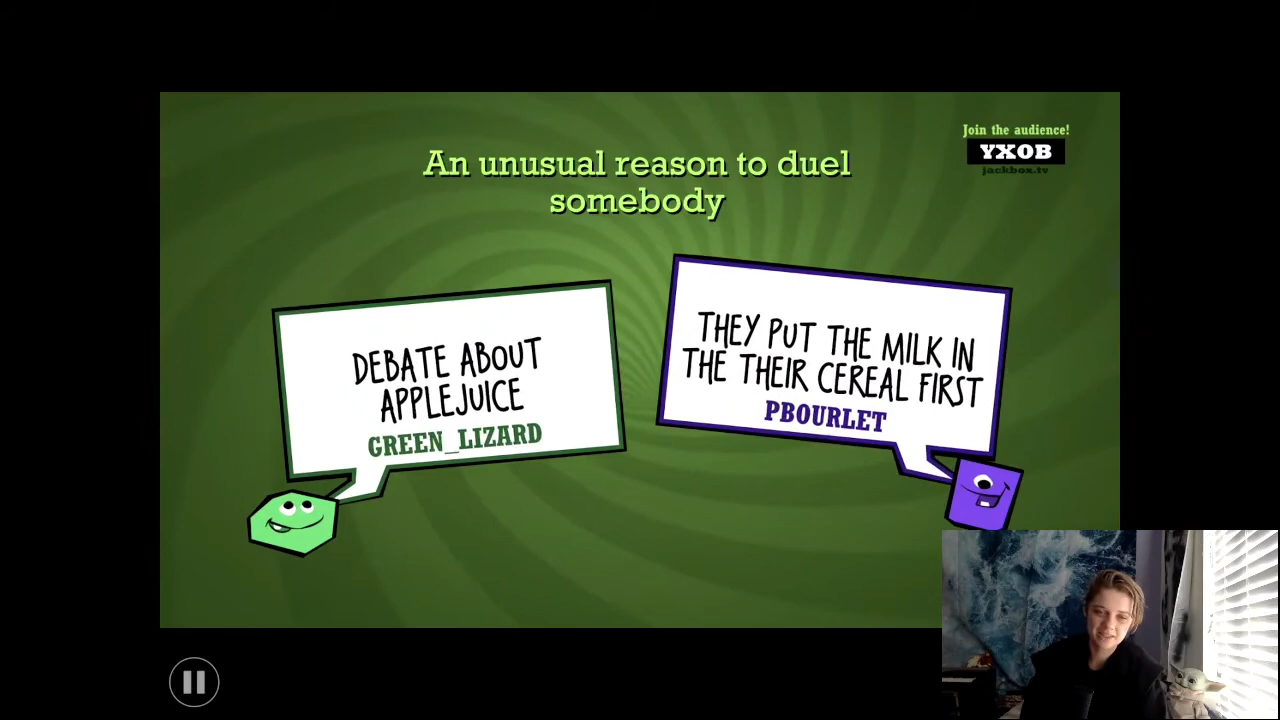 Join the audience!
YXOB
jackbox.tv
An unusual reason to duel
somebody
DEBATE ABOUT
APPLEJUICE
GREEN_LIZARD
THEY PUT THE MILK IN
THE THEIR CEREAL FIRST
PBOURLET